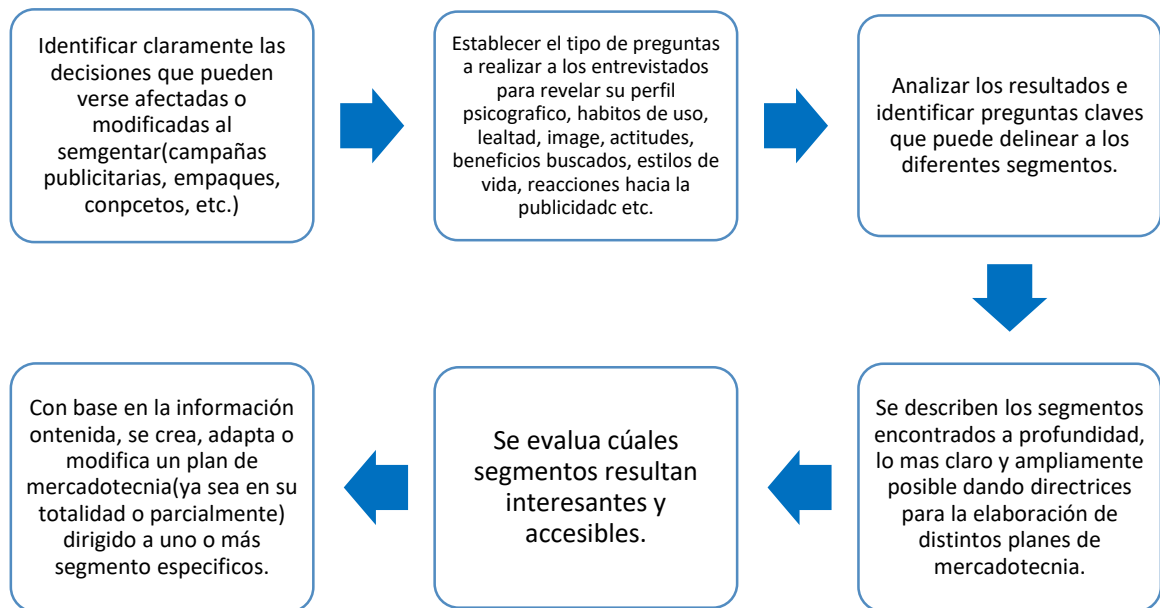 Identificar claramente las
decisiones que pueden
verse afectadas o
modificadas al
semgentar(campañas
publicitarias, empaques,
conpcetos, etc.)
Establecer el tipo de preguntas
a realizar a los entrevistados
para revelar su perfil
psicografico, habitos de uso,
lealtad, image, actitudes,
beneficios buscados, estilos de
vida, reacciones hacia la
publicidadc etc.
Analizar los resultados e
identificar preguntas claves
que puede delinear a los
diferentes segmentos.
Se describen los segmentos
encontrados a profundidad,
lo mas claro y ampliamente
posible dando directrices
para la elaboración de
distintos planes de
mercadotecnia.
Se evalua cúales
segmentos resultan
interesantes y
accesibles.
Con base en la información
ontenida, se crea, adapta o
modifica un plan de
mercadotecnia(ya sea en su
totalidad o parcialmente)
dirigido a uno o más
segmento especificos.